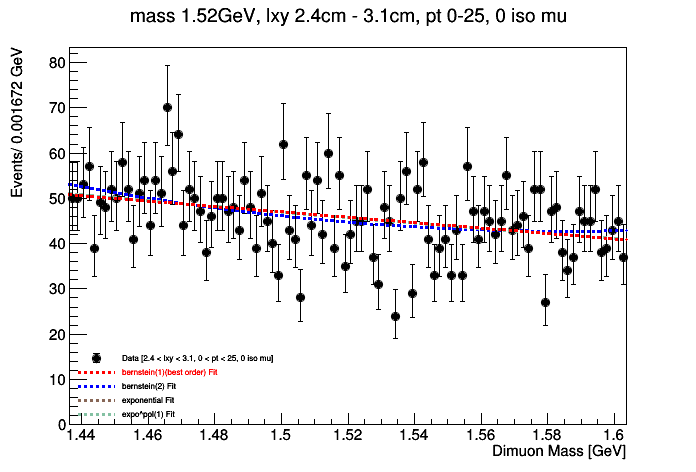 mass 1.52GeV, lxy 2.4cm - 3.1cm, pt 0-25, 0 iso mu
Events/ 0.001672 GeV
80
70
60
50
40
30
20
10
0
Data [2.4 < lxy < 3.1, 0 < pt < 25, 0 iso mu]
bernstein(1)(best order) Fit
bernstein(2) Fit
exponential Fit
expo*pol(1) Fit
1.44 1.46 1.48 1.5 1.52 1.54 1.56 1.58 1.6
Dimuon Mass [GeV]